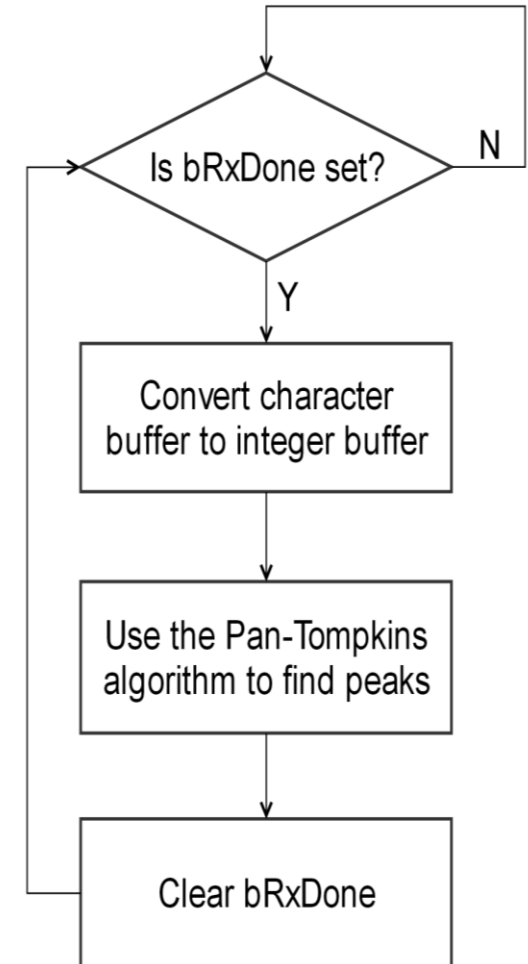 Is bRxDone set?
N
Y
Convert character
buffer to integer buffer
Use the Pan-Tompkins
algorithm to find peaks
Clear bRxDone